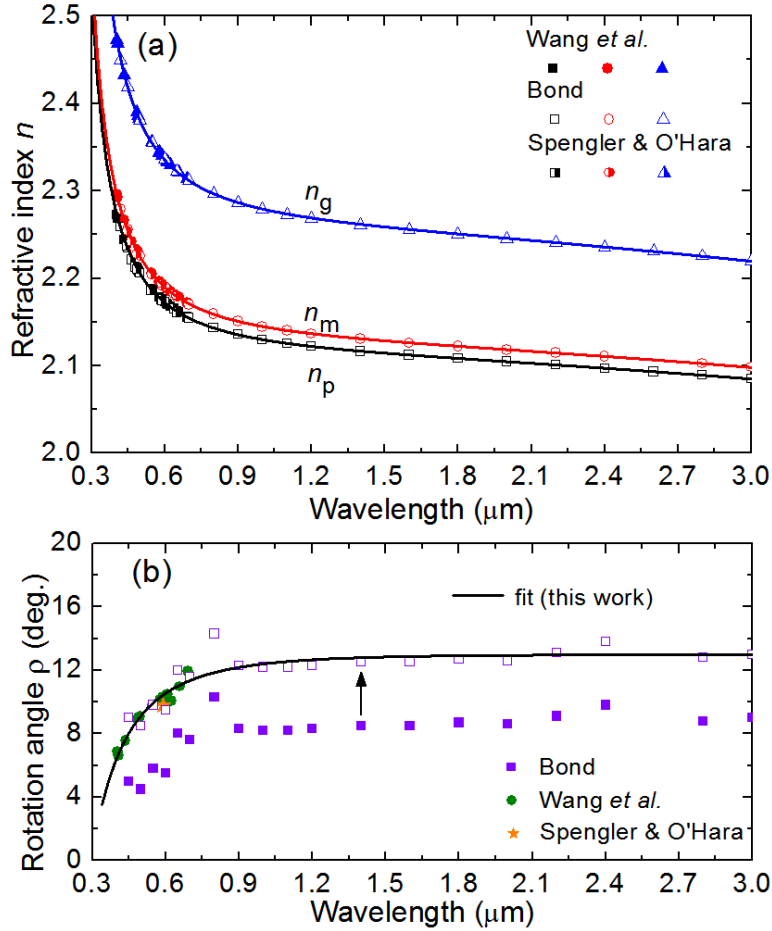 2.5
(a)
Wang et al.
Bond
Spengler & O'Hara
2.4
2.3
2.2
2.1
2.0
n_g
n_m
n_p
Refractive index n
0.3 0.6 0.9 1.2 1.5 1.8 2.1 2.4 2.7 3.0
Wavelength (μm)
20
(b)
fit (this work)
16
12
8
4
0
Bond
Wang et al.
Spengler & O'Hara
Rotation angle ρ (deg.)
0.3 0.6 0.9 1.2 1.5 1.8 2.1 2.4 2.7 3.0
Wavelength (μm)